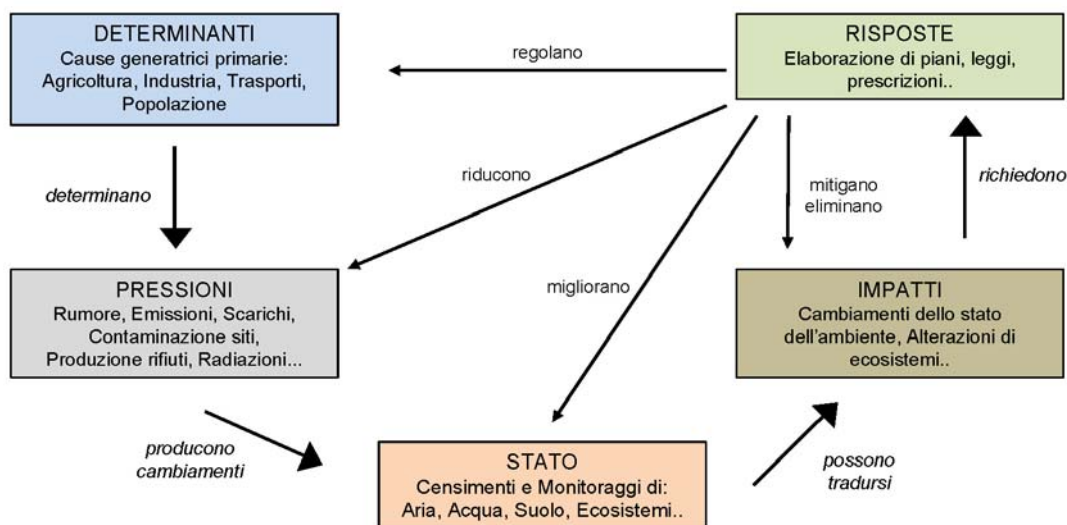 DETERMINANTI
Cause generatrici primarie:
Agricoltura, Industria, Trasporti,
Popolazione
regolano
RISPOSTE
Elaborazione di piani, leggi,
prescrizioni..
determinano
riducono
mitigano
eliminano
richiedono
PRESSIONI
Rumore, Emissioni, Scarichi,
Contaminazione siti,
Produzione rifiuti, Radiazioni...
migliorano
IMPATTI
Cambiamenti dello stato
dell'ambiente, Alterazioni di
ecosistemi..
producono
cambiamenti
STATO
Censimenti e Monitoraggi di:
Aria, Acqua, Suolo, Ecosistemi..
possono
tradursi